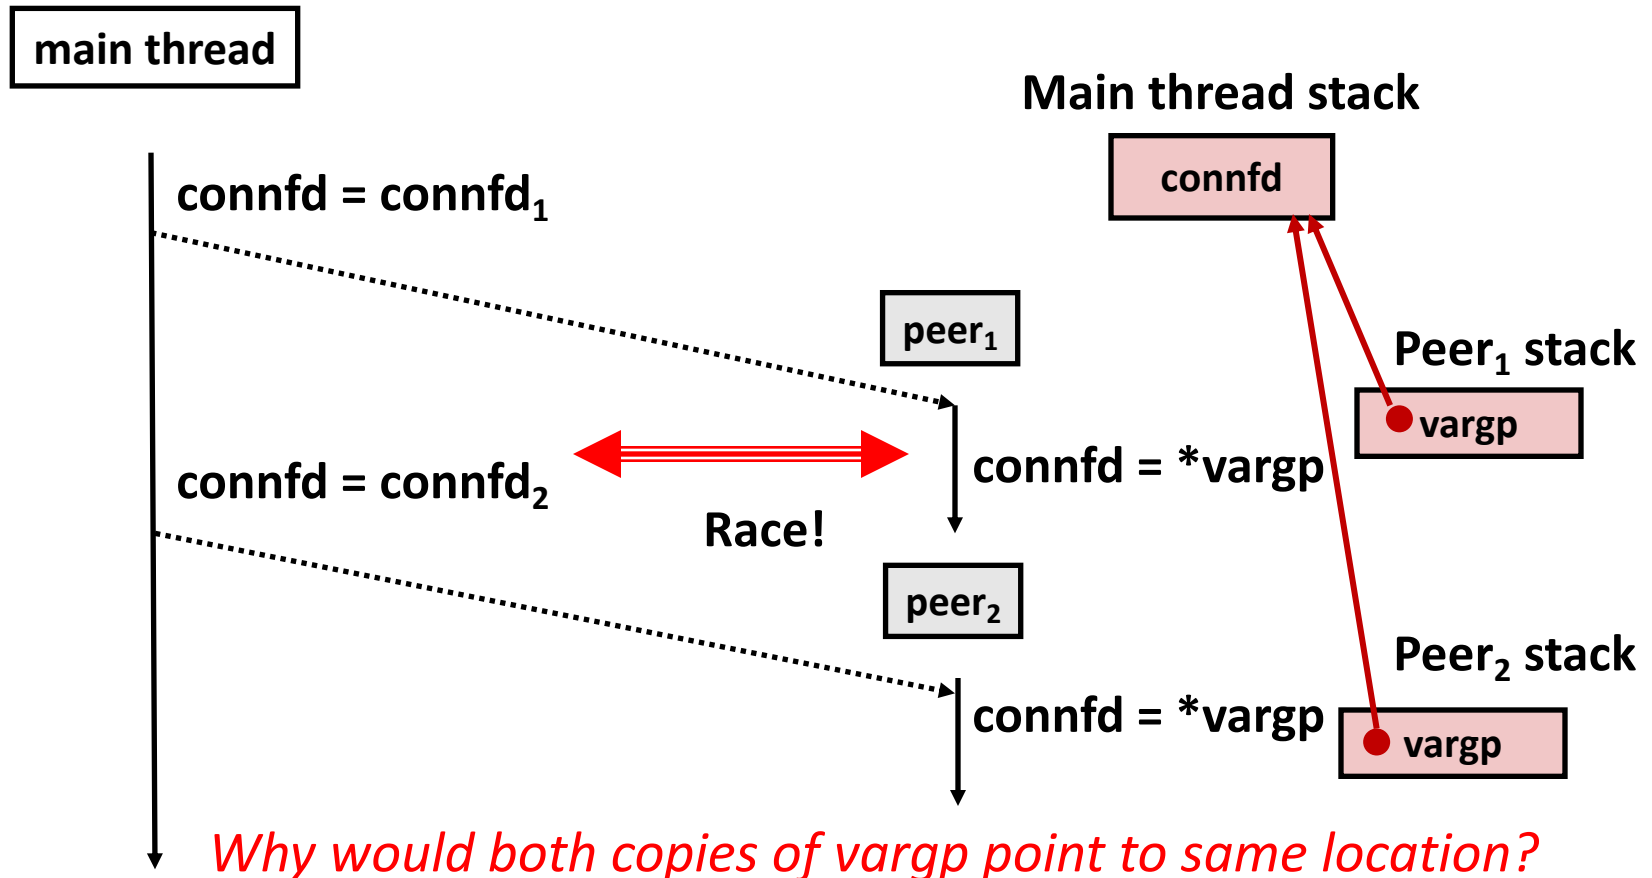 main thread
Main thread stack
connfd
connfd = connfd₁
peer₁
Peer₁ stack
vargp
connfd = *vargp
connfd = connfd₂
Race!
peer₂
Peer₂ stack
connfd = *vargp
vargp
Why would both copies of vargp point to same location?